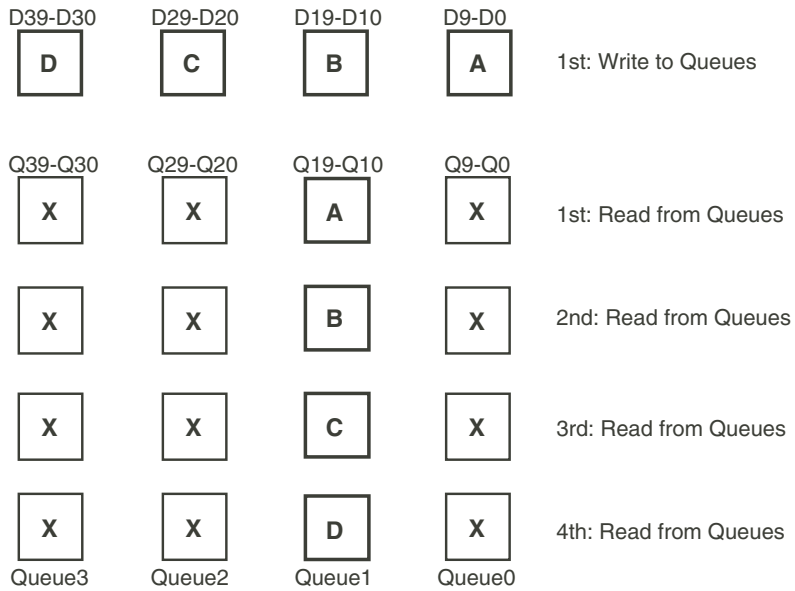 D39-D30 D29-D20 D19-D10 D9-D0
D C B A 1st: Write to Queues
Q39-Q30 Q29-Q20 Q19-Q10 Q9-Q0
X X A X 1st: Read from Queues
X X B X 2nd: Read from Queues
X X C X 3rd: Read from Queues
X X D X 4th: Read from Queues
Queue3 Queue2 Queue1 Queue0